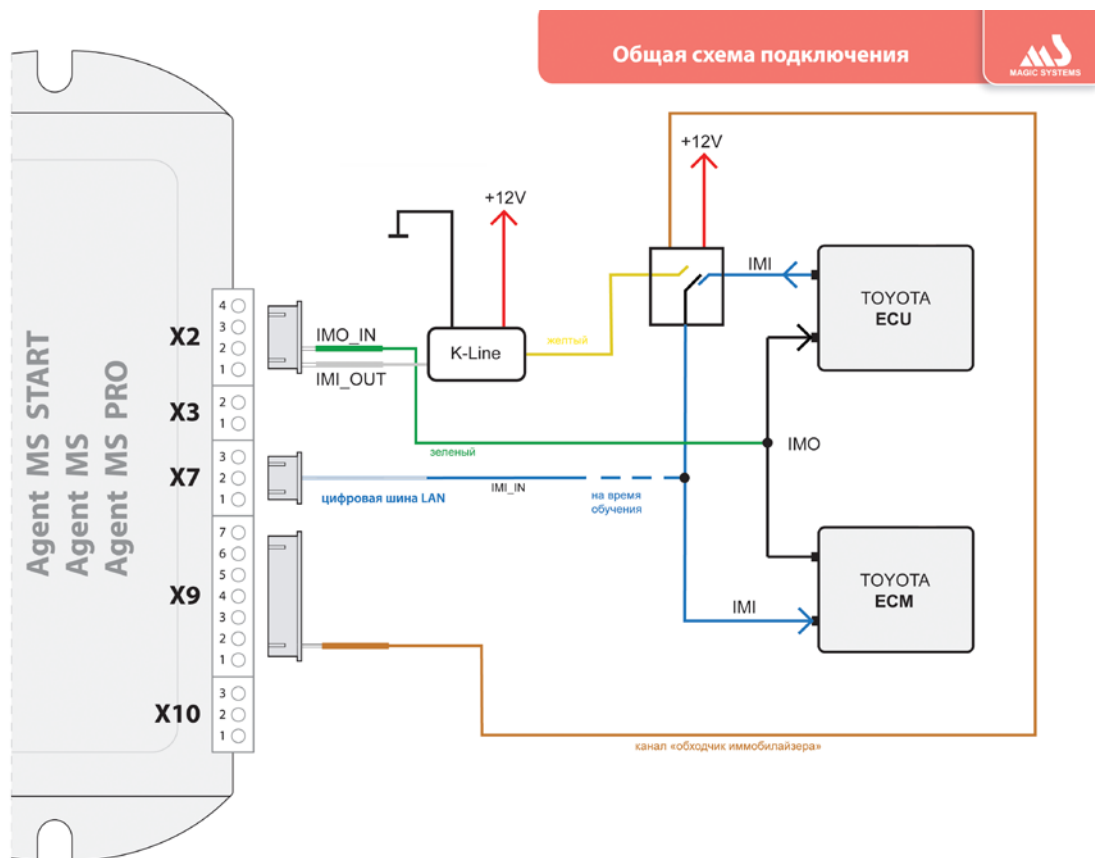 Общая схема подключения
MAGIC SYSTEMS
+12V
+12V
IMI
TOYOTA
ECU
X2
4
3
2
1
IMO_IN
IMI_OUT
K-Line
желтый
X3
2
1
зеленый
IMO
X7
3
2
1
цифровая шина LAN
IMI_IN
на время
обучения
Agent MS START
Agent MS
Agent MS PRO
X9
7
6
5
4
3
2
1
IMI
TOYOTA
ECM
X10
3
2
1
канал «обходчик иммобилайзера»